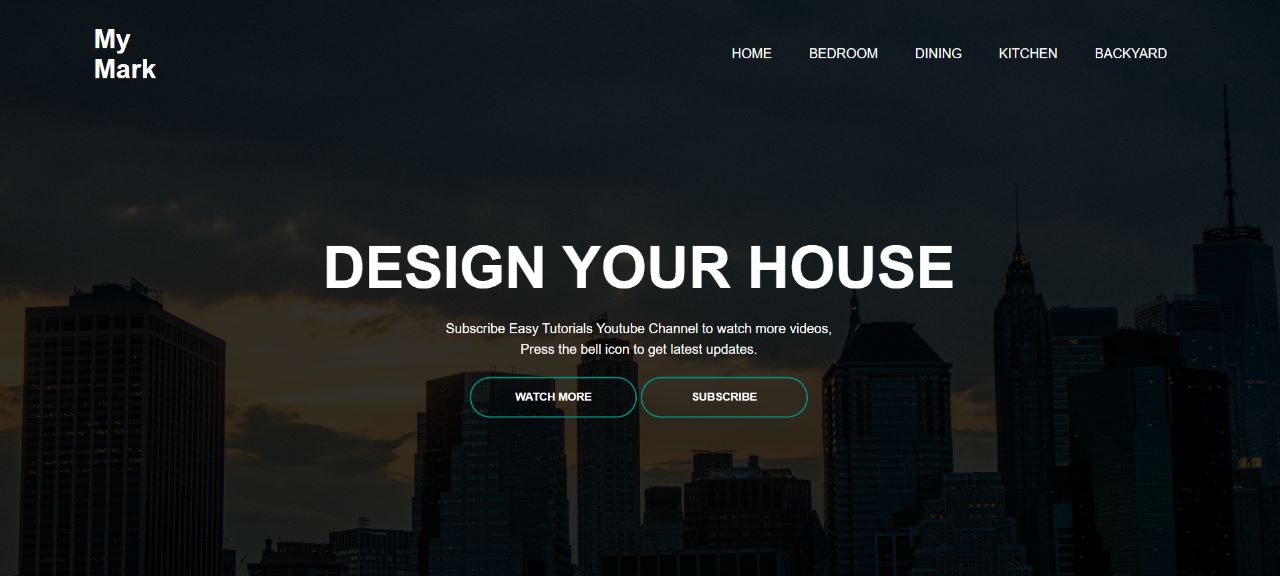 My
Mark
HOME BEDROOM DINING KITCHEN BACKYARD
DESIGN YOUR HOUSE
Subscribe Easy Tutorials Youtube Channel to watch more videos,
Press the bell icon to get latest updates.
WATCH MORE SUBSCRIBE